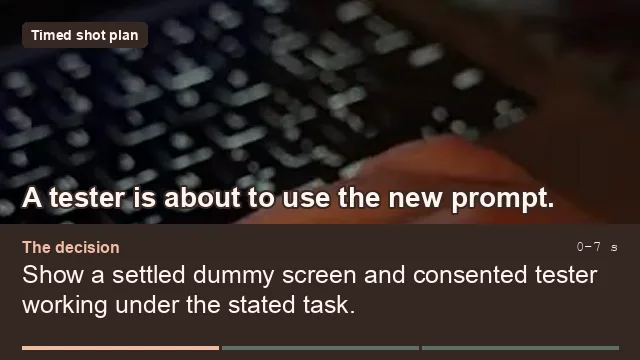 Timed shot plan
A tester is about to use the new prompt.
The decision
0–7 s
Show a settled dummy screen and consented tester
working under the stated task.